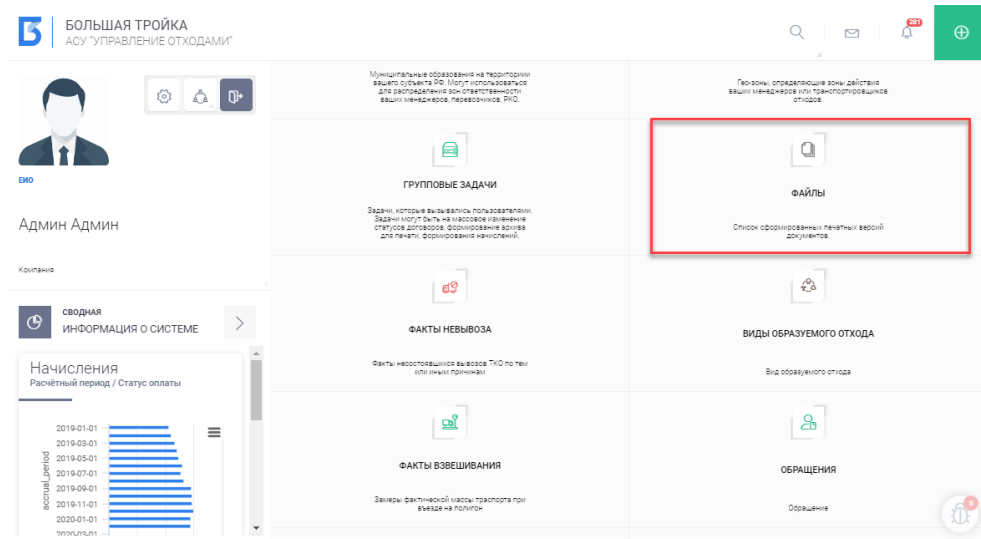 БОЛЬШАЯ ТРОЙКА
АСУ "УПРАВЛЕНИЕ ОТХОДАМИ"
281
ЕИО
Админ Админ
Компания
СВОДНАЯ
ИНФОРМАЦИЯ О СИСТЕМЕ
Начисления
Расчётный период / Статус оплаты
accrual_period
2019-01-01
2019-03-01
2019-05-01
2019-07-01
2019-09-01
2019-11-01
2020-01-01
2020-03-01
Муниципальные образования на территориии
вашего субъекта РФ. Могут использоваться
для распределения зон ответственности
ваших менеджеров, перевозчиков, РКО.
Гео-зоны, определяющие зоны действия
ваших менеджеров или транспортировщиков
отходов.
ГРУППОВЫЕ ЗАДАЧИ
Задачи, которые вызывались пользователями.
Задачи могут быть на массовое изменение
статусов договоров, формирование архива
для печати, формирования начислений.
ФАЙЛЫ
Список сформированных печатных версий
документов.
ФАКТЫ НЕВЫВОЗА
Факты несостоявшихся вывозов ТКО по тем
или иным причинам
ВИДЫ ОБРАЗУЕМОГО ОТХОДА
Вид образуемого отхода
ФАКТЫ ВЗВЕШИВАНИЯ
Замеры фактической массы траспорта при
въезде на полигон
ОБРАЩЕНИЯ
Обращение
0